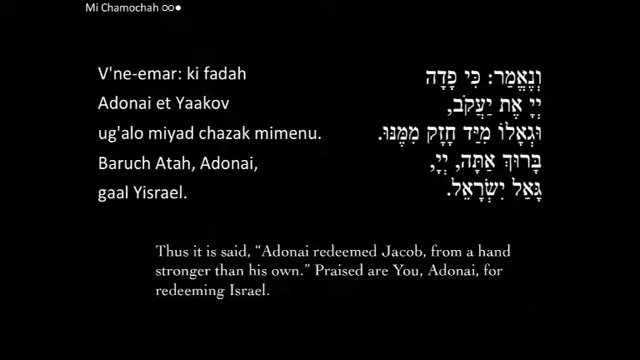 Mi Chamochah ∞●
V'ne-emar: ki fadah
Adonai et Yaakov
ug'alo miyad chazak mimenu.
Baruch Atah, Adonai,
gaal Yisrael.
וְנֶאֱמַר: כִּי פָדָה
יְיָ אֶת יַעֲקֹב,
וּגְאָלוֹ מִיַּד חָזָק מִמֶּנּוּ.
בָּרוּךְ אַתָּה, יְיָ,
גָּאַל יִשְׂרָאֵל.
Thus it is said, “Adonai redeemed Jacob, from a hand
stronger than his own.” Praised are You, Adonai, for
redeeming Israel.